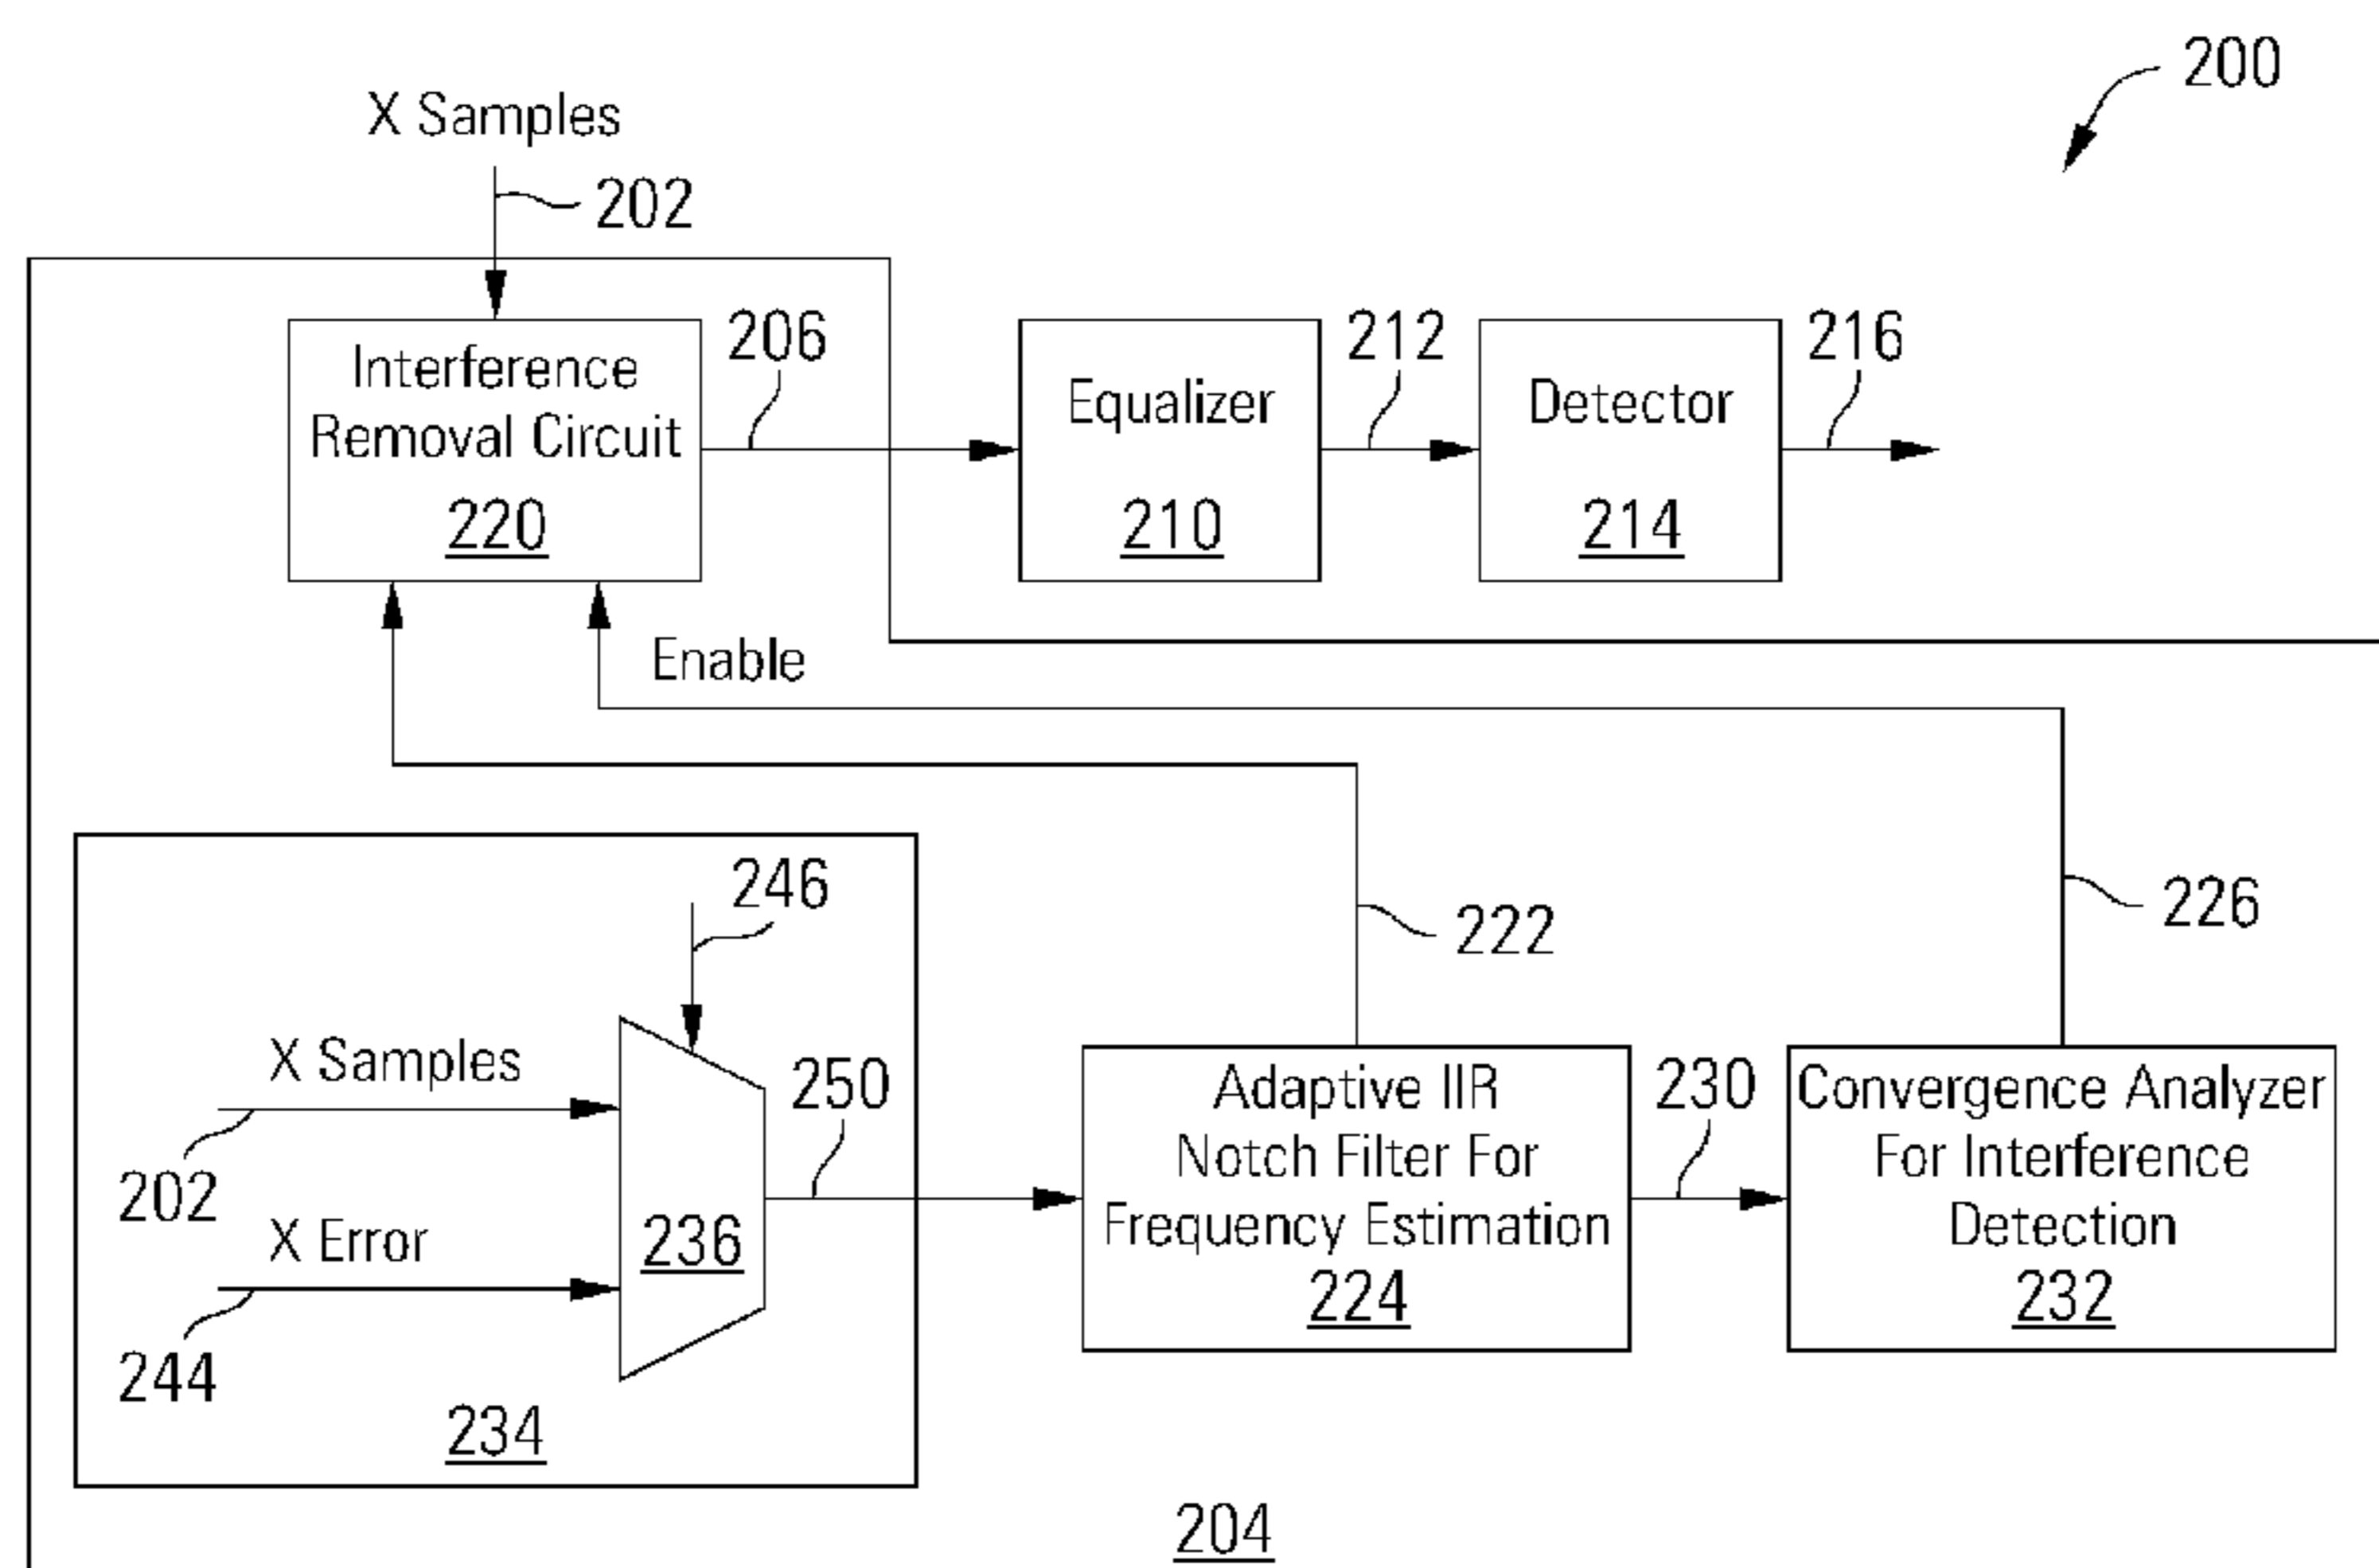 200
X Samples
202
Interference
Removal Circuit
220
206
Equalizer
210
212
Detector
214
216
Enable
246
222
226
X Samples
202
X Error
244
236
250
234
Adaptive IIR
Notch Filter For
Frequency Estimation
224
230
Convergence Analyzer
For Interference
Detection
232
204